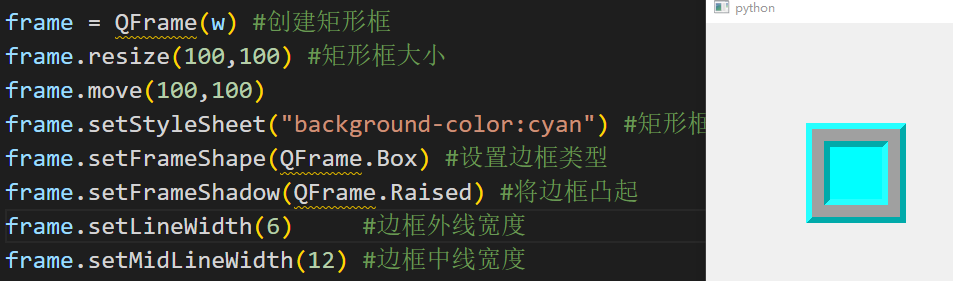 frame = QFrame(w) #创建矩形框
python
frame.resize(100,100) #矩形框大小
frame.move(100,100)
frame.setStyleSheet("background-color:cyan") #矩形框
frame.setFrameShape(QFrame.Box) #设置边框类型
frame.setFrameShadow(QFrame.Raised) #将边框凸起
frame.setLineWidth(6)     #边框外线宽度
frame.setMidLineWidth(12) #边框中线宽度